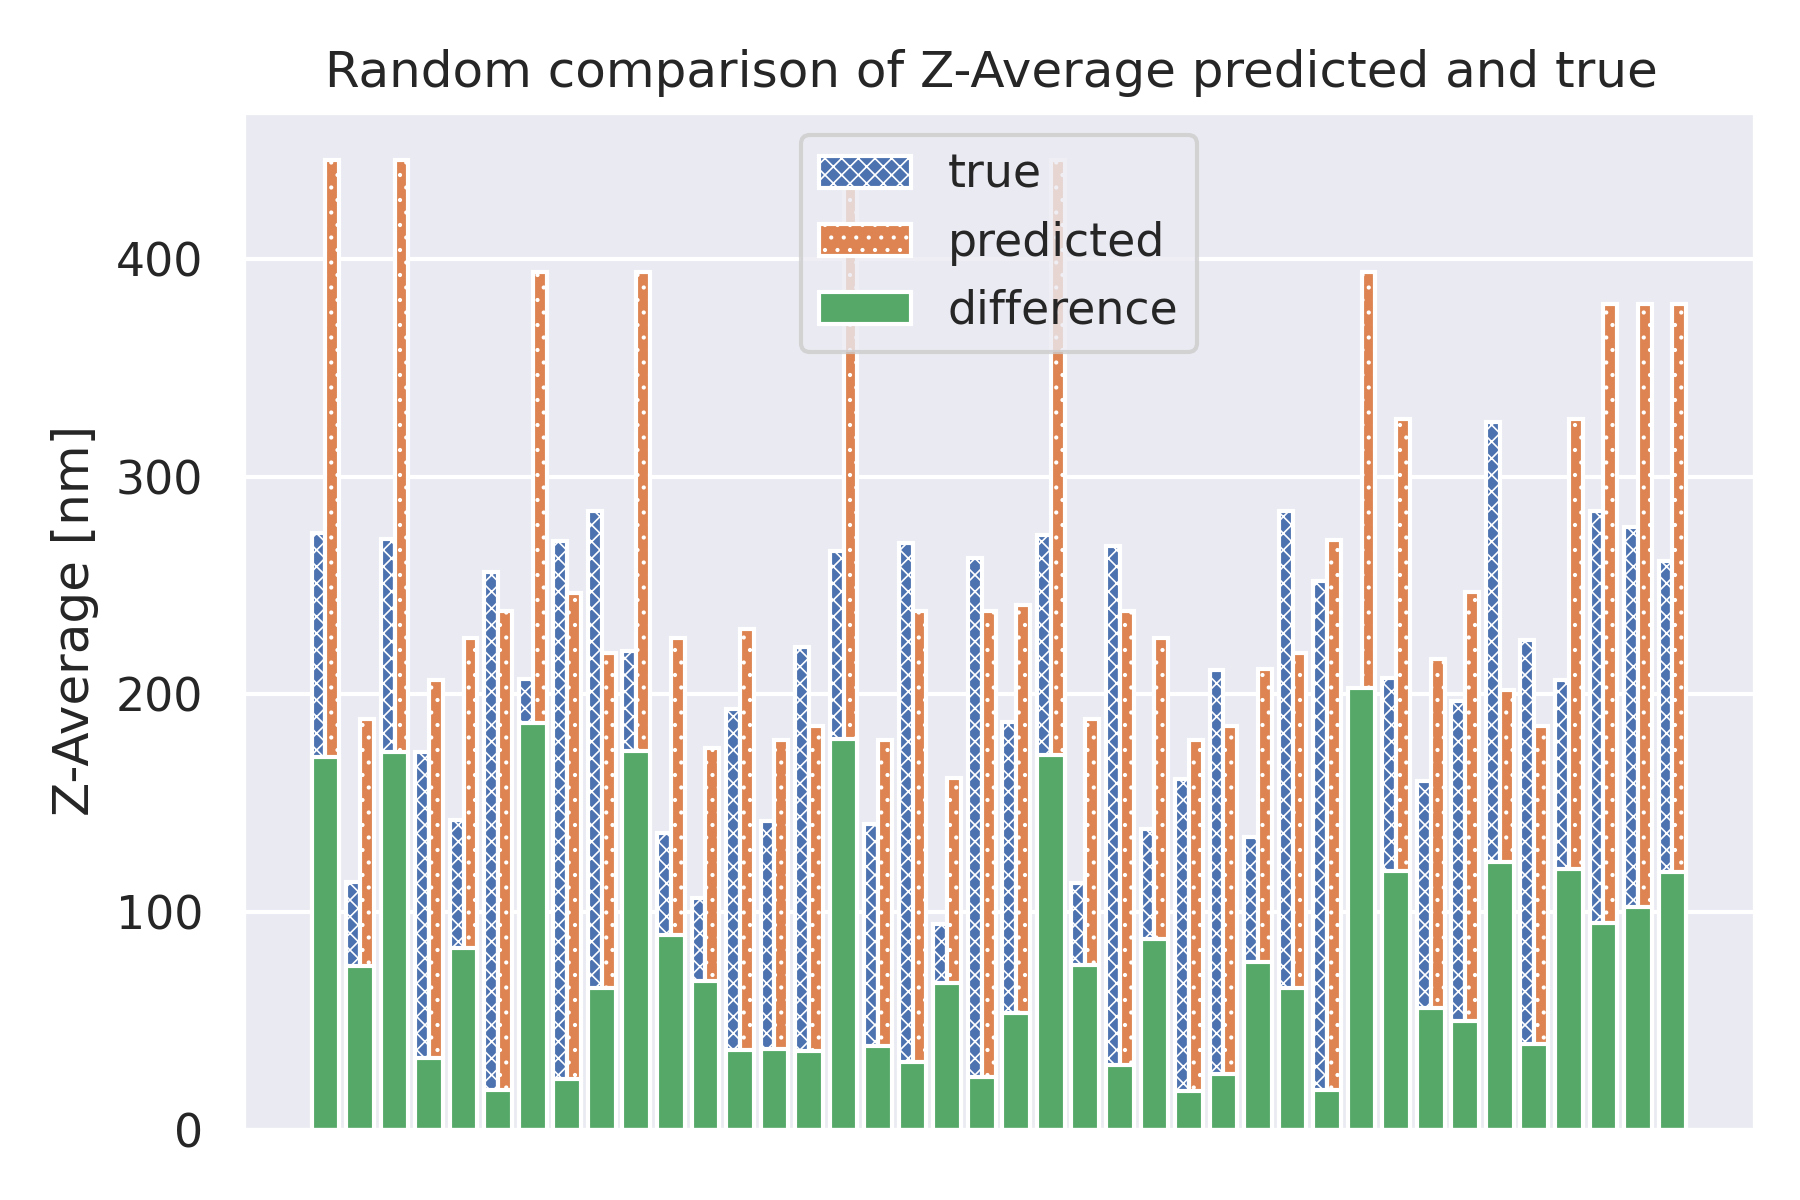 Random comparison of Z-Average predicted and true
true
predicted
difference
Z-Average [nm]
400
300
200
100
0